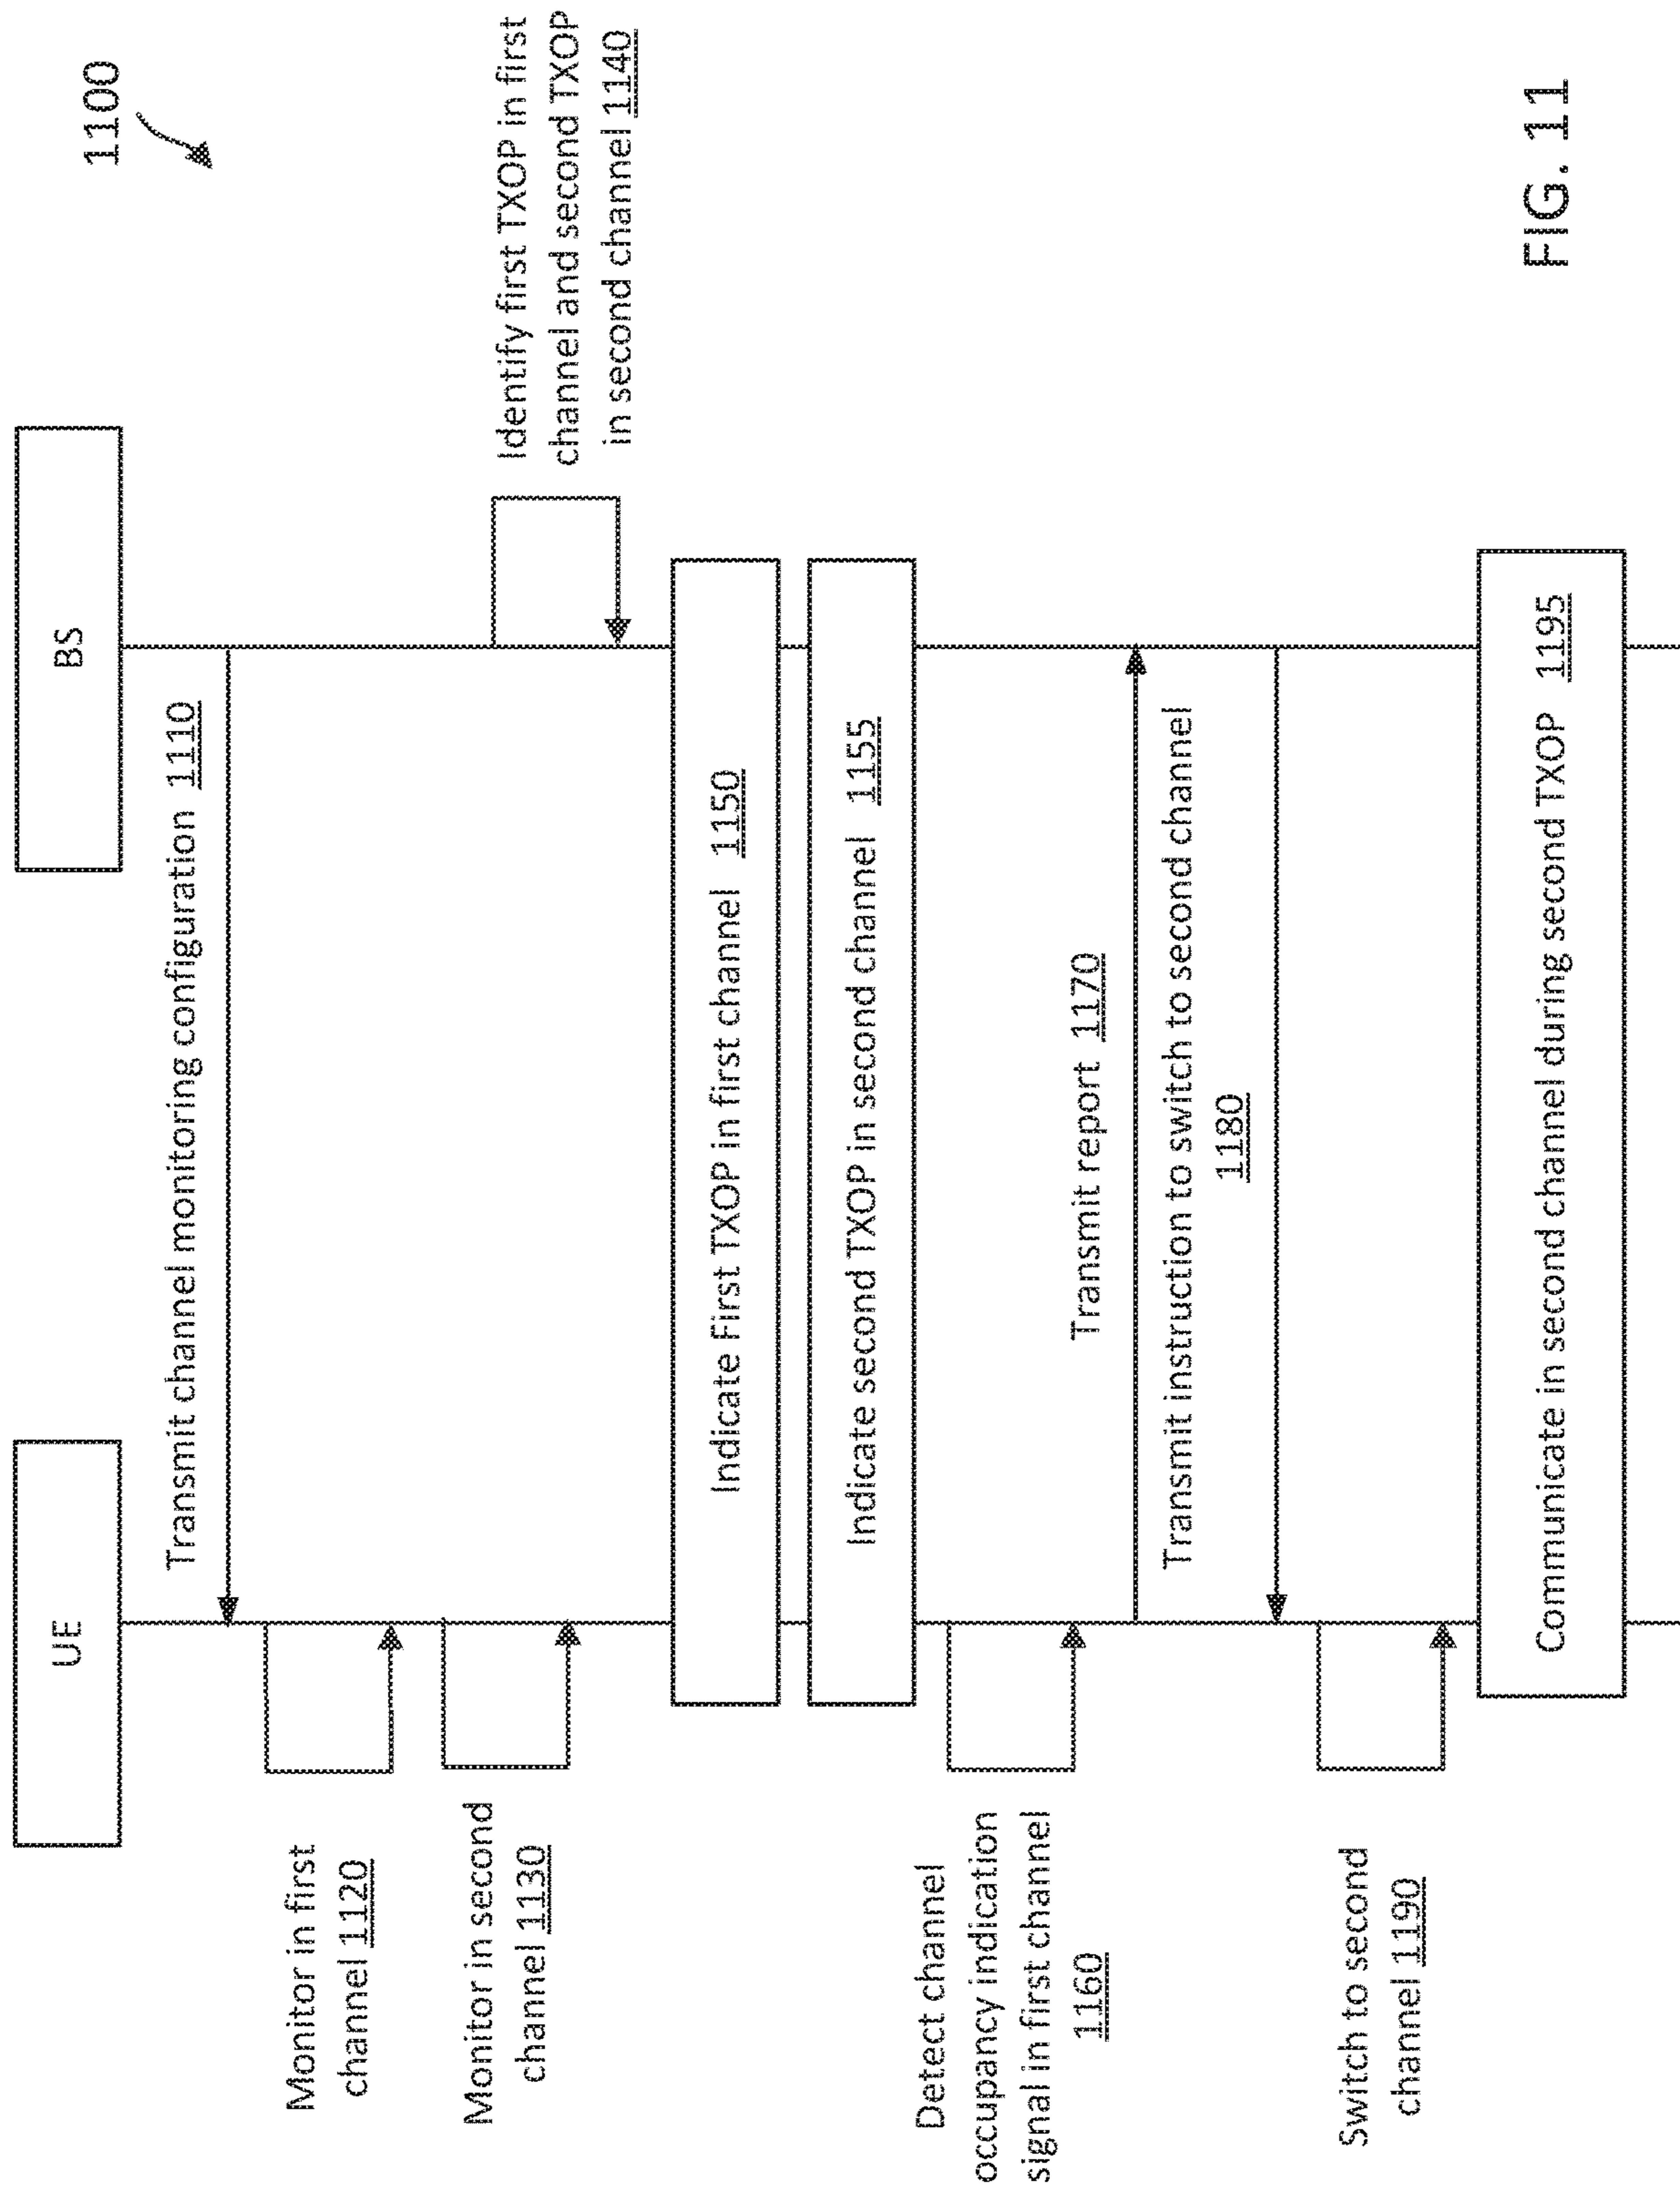 1100
UE
BS
Transmit channel monitoring configuration 1110
Monitor in first
channel 1120
Monitor in second
channel 1130
Identify first TXOP in first
channel and second TXOP
in second channel 1140
Indicate First TXOP in first channel 1150
Indicate second TXOP in second channel 1155
Detect channel
occupancy indication
signal in first channel
1160
Transmit report 1170
Transmit instruction to switch to second channel
1180
Switch to second
channel 1190
Communicate in second channel during second TXOP 1195
FIG. 11